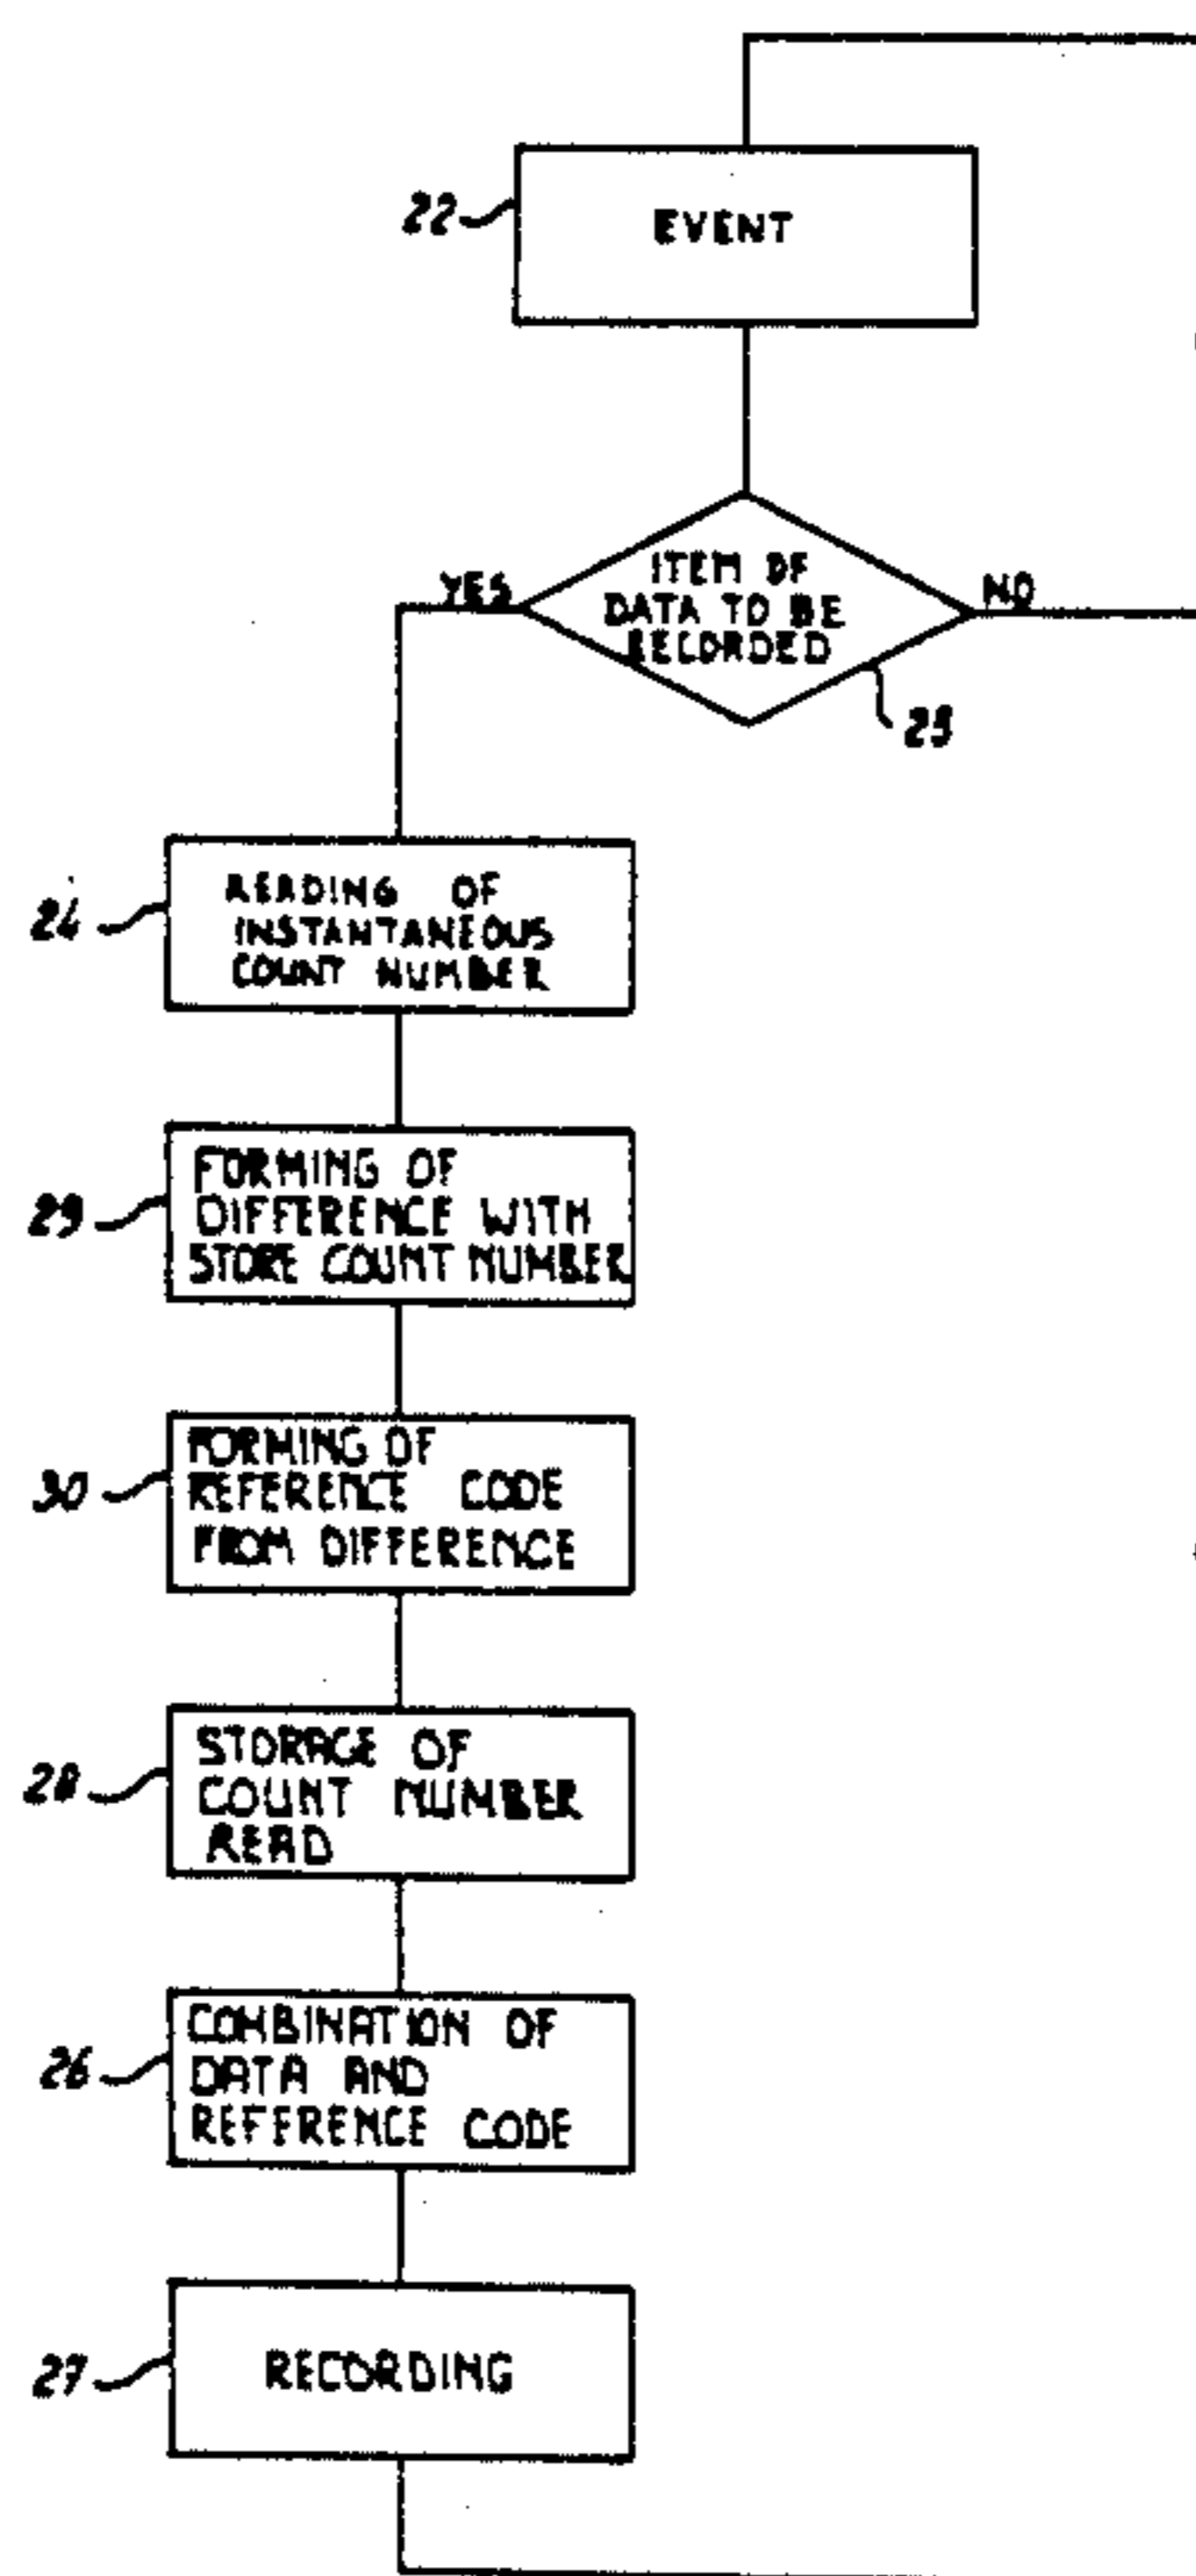 22
EVENT
ITEM OF
DATA TO BE
RECORDED
YES
NO
23
24
READING OF
INSTANTANEOUS
COUNT NUMBER
29
FORMING OF
DIFFERENCE WITH
STORE COUNT NUMBER
30
FORMING OF
REFERENCE CODE
FROM DIFFERENCE
28
STORAGE OF
COUNT NUMBER
READ
26
COMBINATION OF
DATA AND
REFERENCE CODE
27
RECORDING